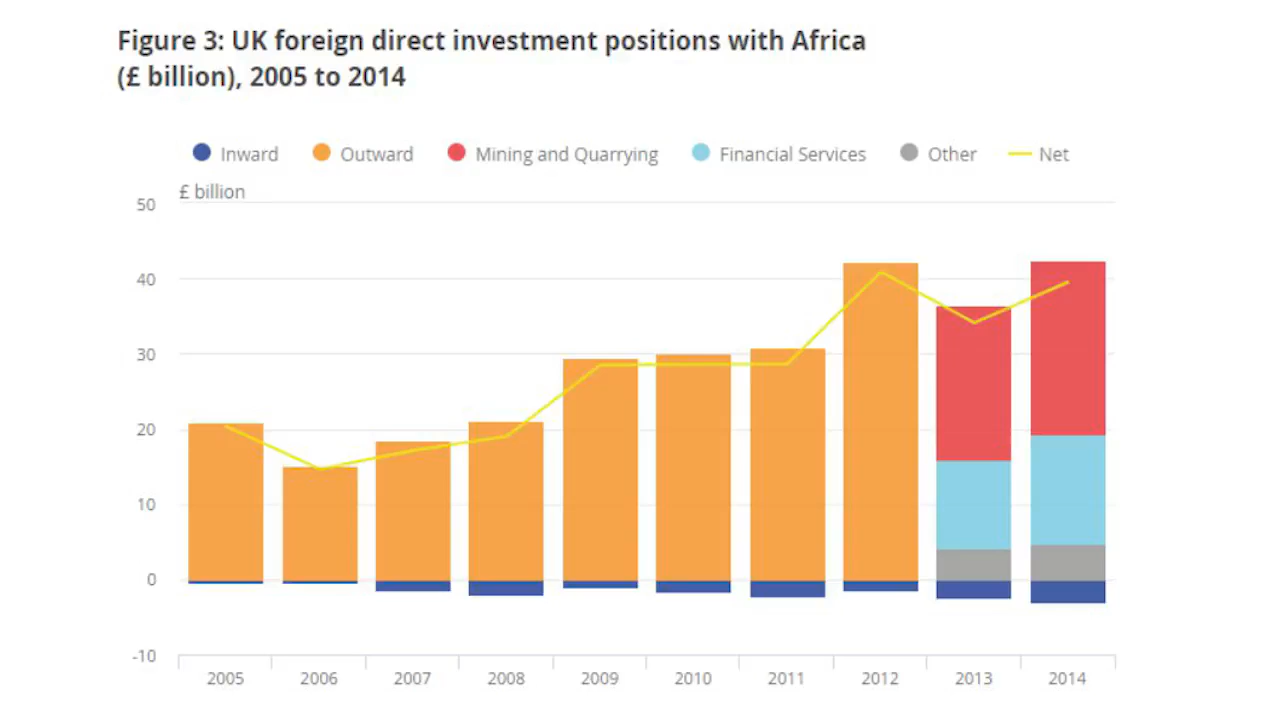 Figure 3: UK foreign direct investment positions with Africa
(£ billion), 2005 to 2014
Inward Outward Mining and Quarrying Financial Services Other Net
£ billion
50
40
30
20
10
0
-10
2005 2006 2007 2008 2009 2010 2011 2012 2013 2014